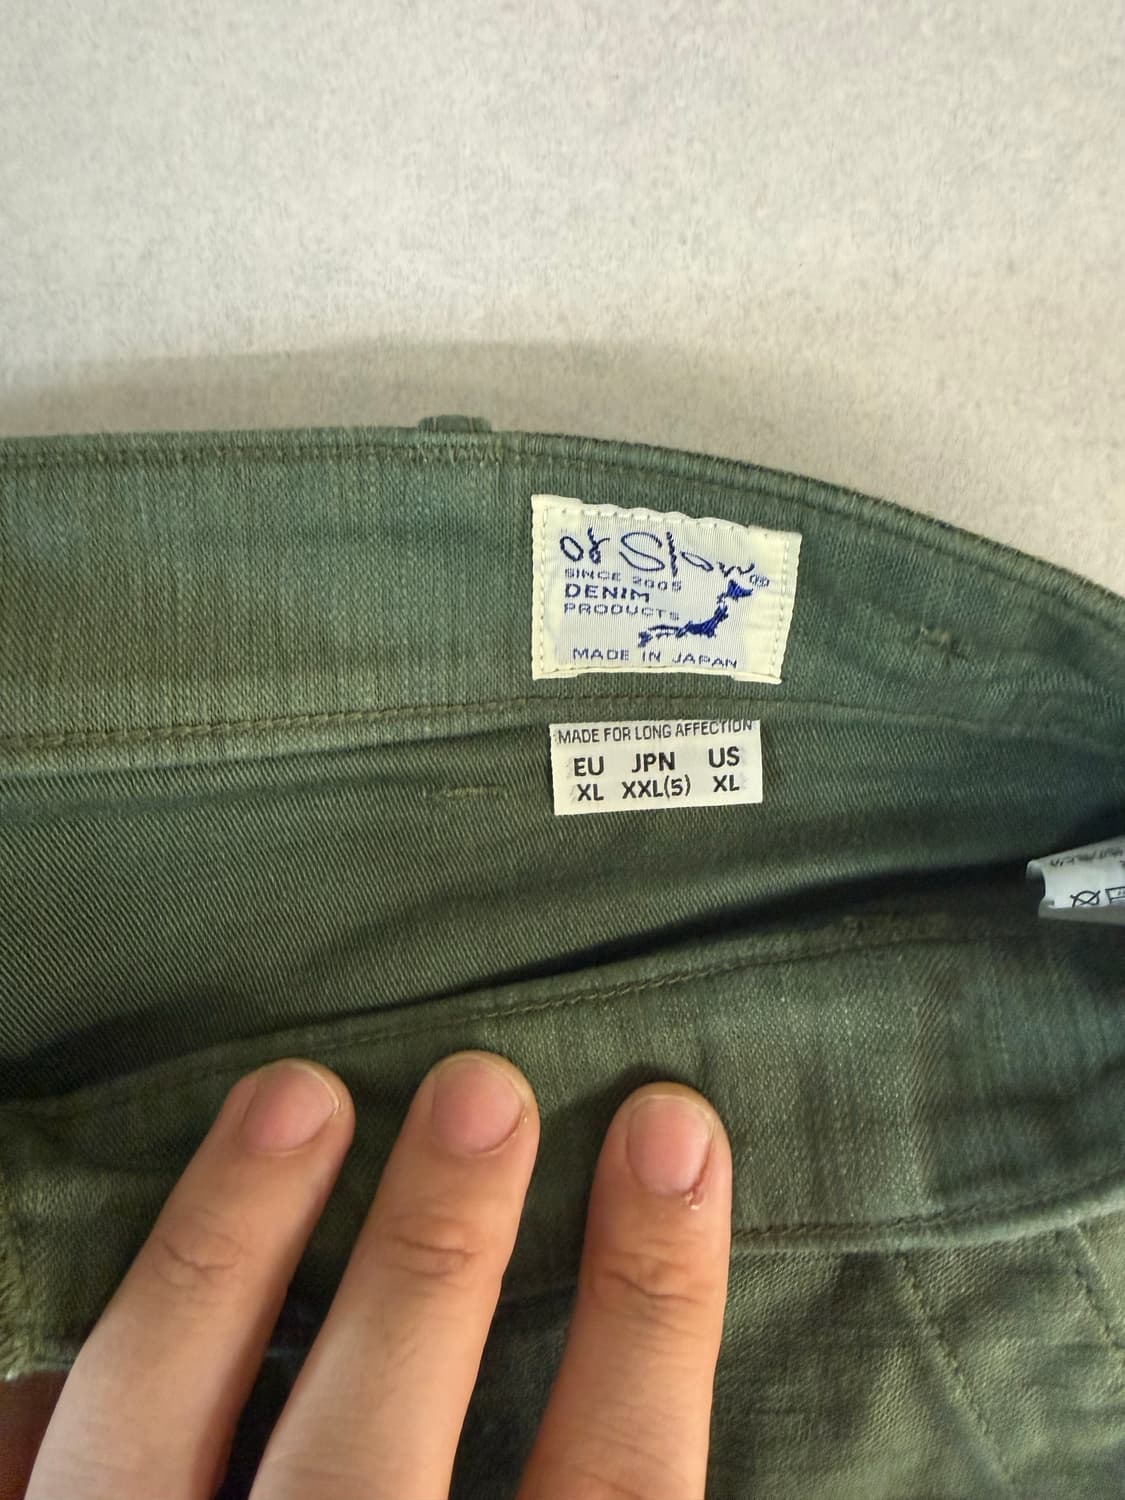 or Slow®
SINCE 2005
DENIM
PRODUCTS
MADE IN JAPAN
MADE FOR LONG AFFECTION
EU JPN US
XL XXL(5) XL